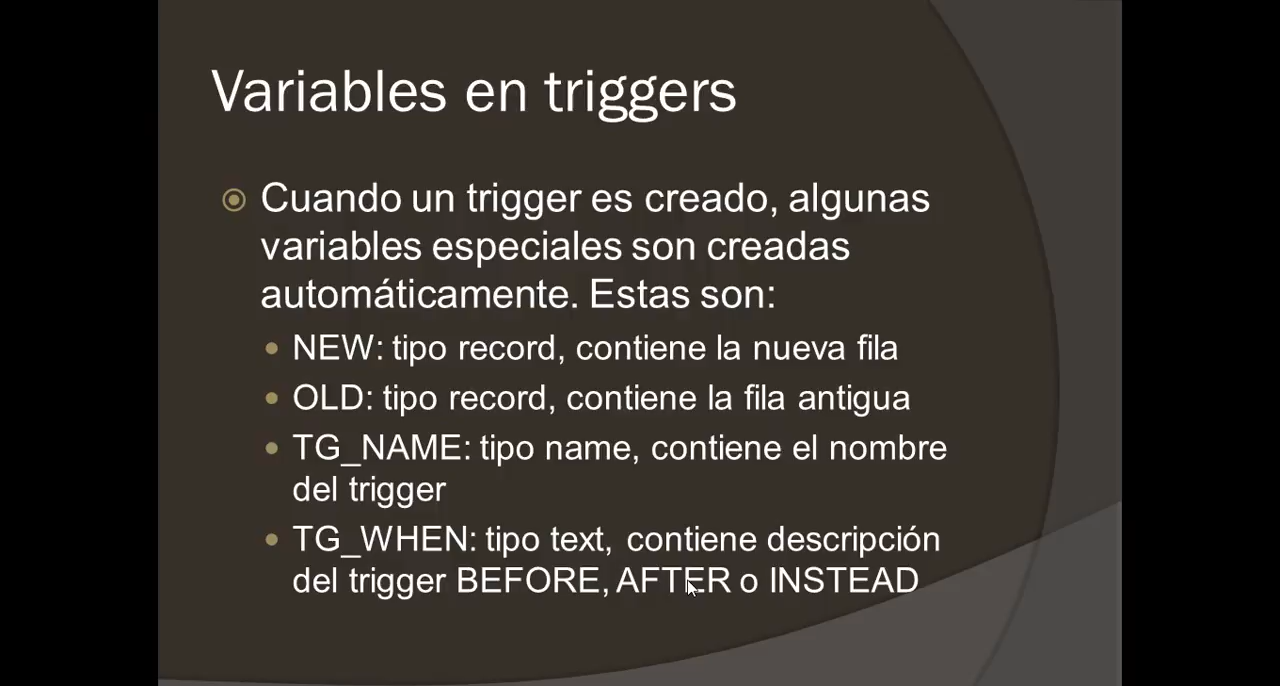 Variables en triggers
Cuando un trigger es creado, algunas
variables especiales son creadas
automáticamente. Estas son:
NEW: tipo record, contiene la nueva fila
OLD: tipo record, contiene la fila antigua
TG_NAME: tipo name, contiene el nombre
del trigger
TG_WHEN: tipo text, contiene descripción
del trigger BEFORE, AFTER o INSTEAD